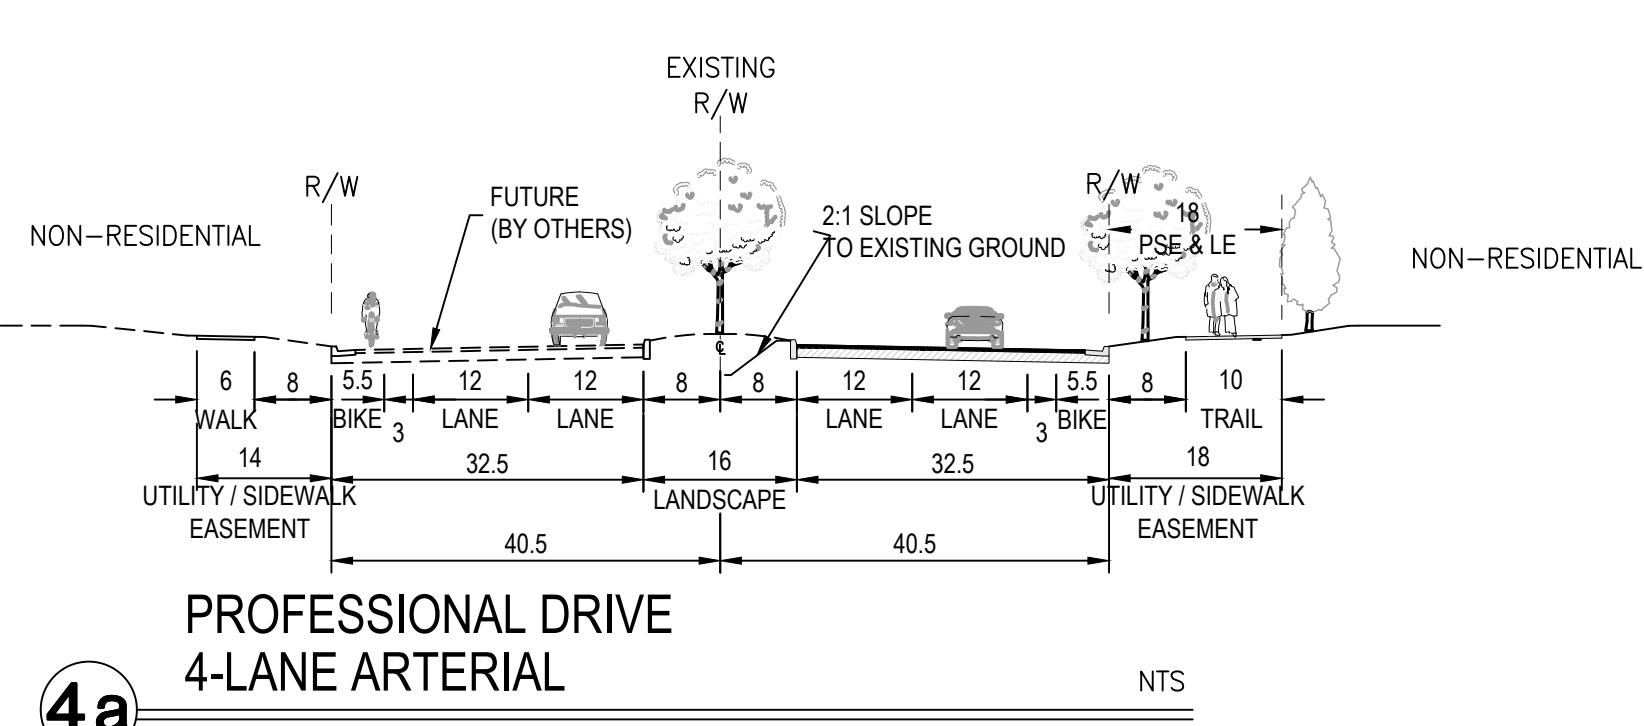 EXISTING
R/W
R/W
R/W
FUTURE
(BY OTHERS)
2:1 SLOPE
TO EXISTING GROUND
18
PSE & LE
NON-RESIDENTIAL
NON-RESIDENTIAL
℄
6 8 5.5 12 12 8 8 12 12 5.5 8 10
WALK BIKE 3 LANE LANE LANE LANE 3 BIKE TRAIL
14 32.5 16 32.5 18
UTILITY / SIDEWALK LANDSCAPE UTILITY / SIDEWALK
EASEMENT EASEMENT
40.5 40.5
PROFESSIONAL DRIVE
4-LANE ARTERIAL
NTS
4a